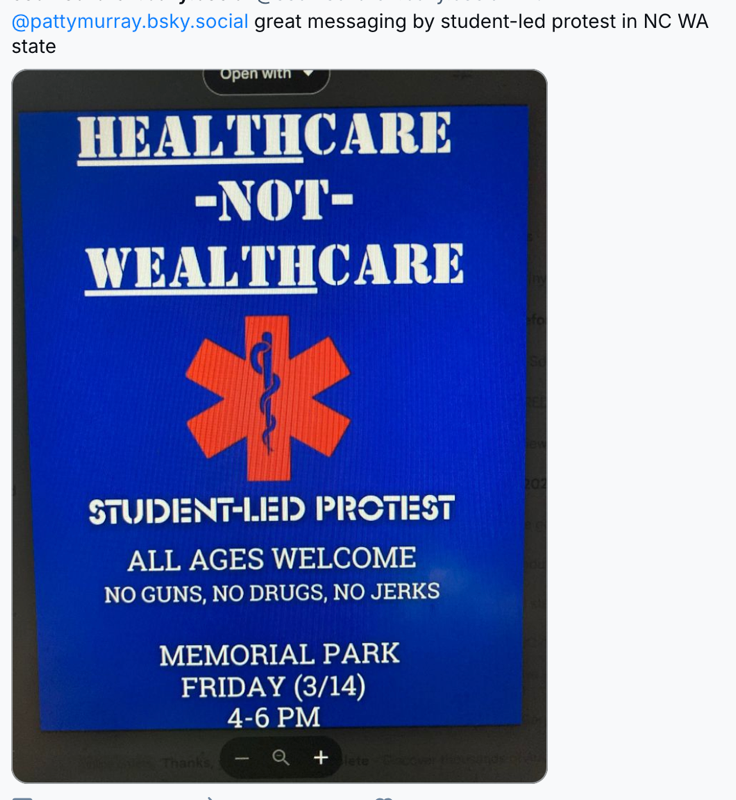 @pattymurray.bsky.social great messaging by student-led protest in NC WA
state
Open with
HEALTHCARE
-NOT-
WEALTHCARE
STUDENT-LED PROTEST
ALL AGES WELCOME
NO GUNS, NO DRUGS, NO JERKS
MEMORIAL PARK
FRIDAY (3/14)
4-6 PM
Thanks,